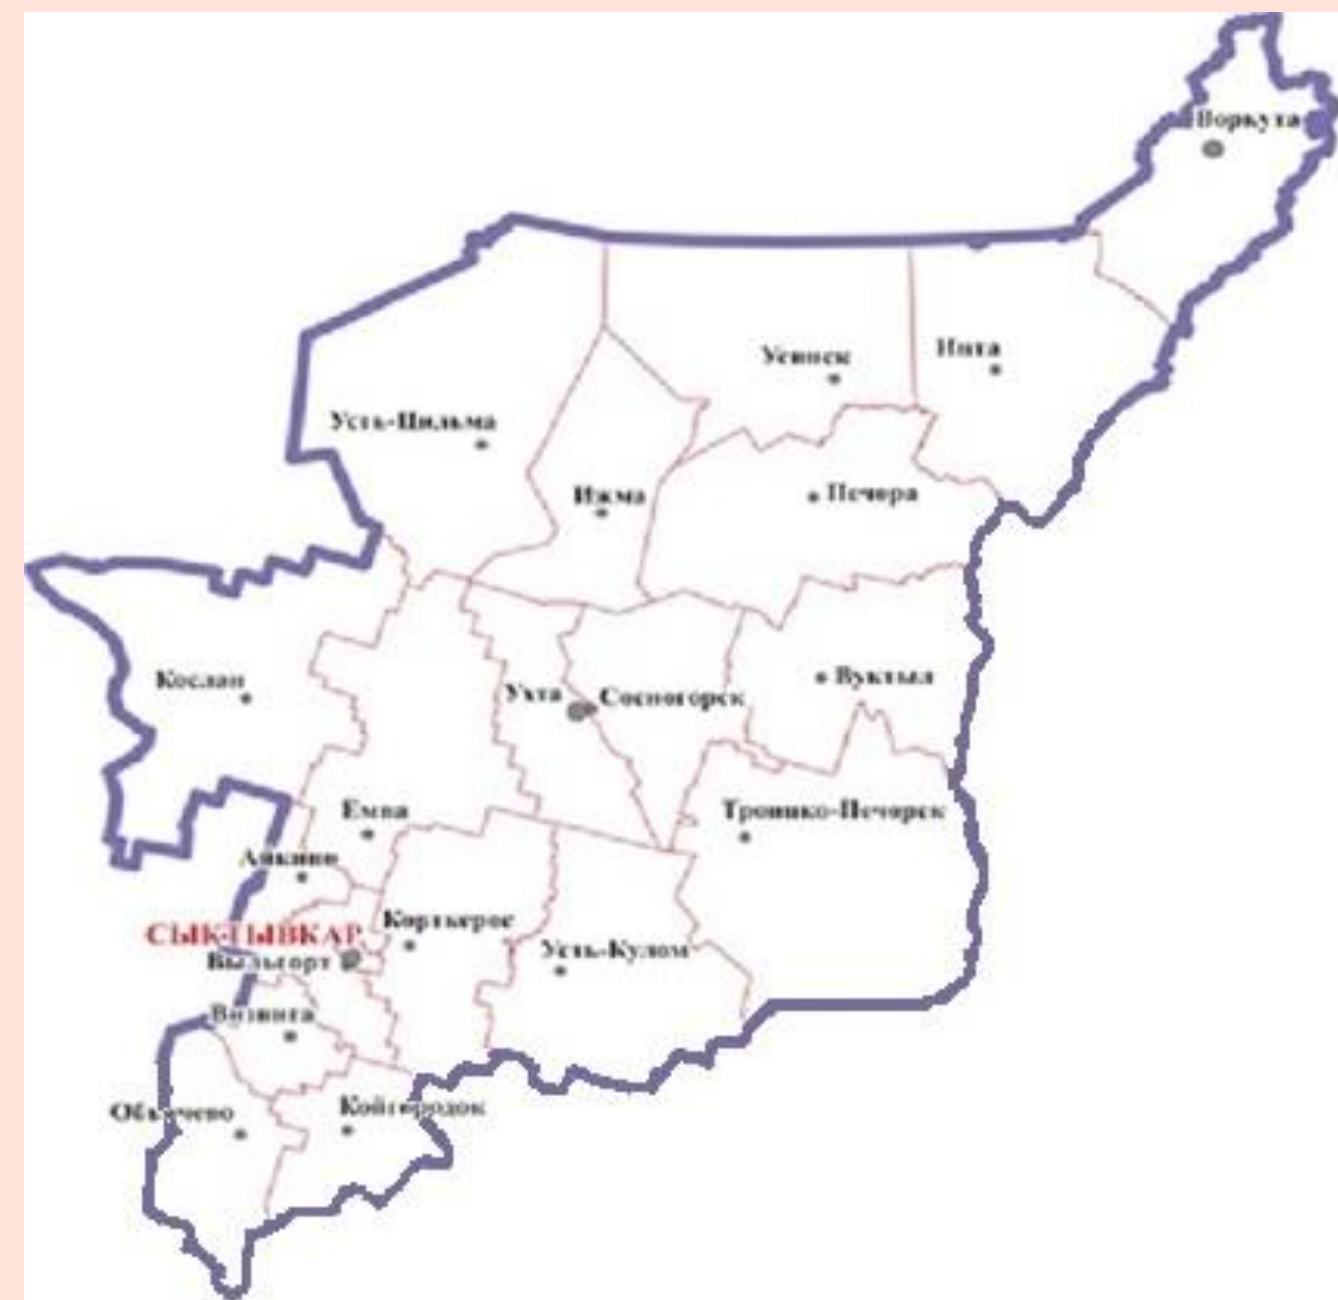 Воркута
Усинск
Инта
Усть-Цильма
Ижма
Печора
Кослан
Ухта
Сосногорск
Вуктыл
Емва
Троицко-Печорск
Айкино
Корткерос
СЫКТЫВКАР
Усть-Кулом
Выльгорт
Визинга
Объячево
Койгородок